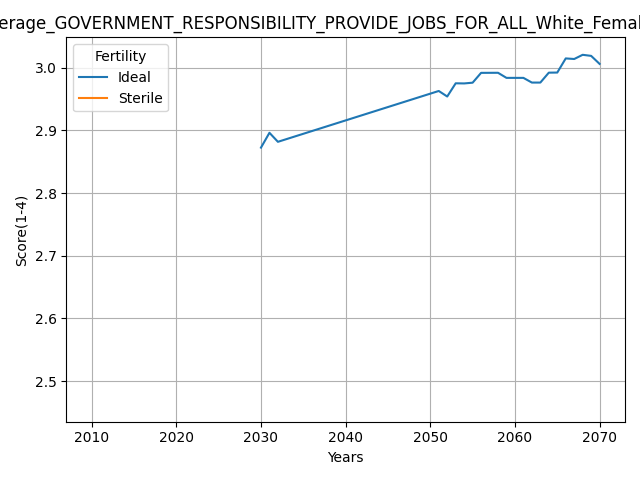 erage_GOVERNMENT_RESPONSIBILITY_PROVIDE_JOBS_FOR_ALL_White_Femal
Fertility
Ideal
Sterile
3.0
2.9
2.8
2.7
2.6
2.5
Score(1-4)
2010 2020 2030 2040 2050 2060 2070
Years